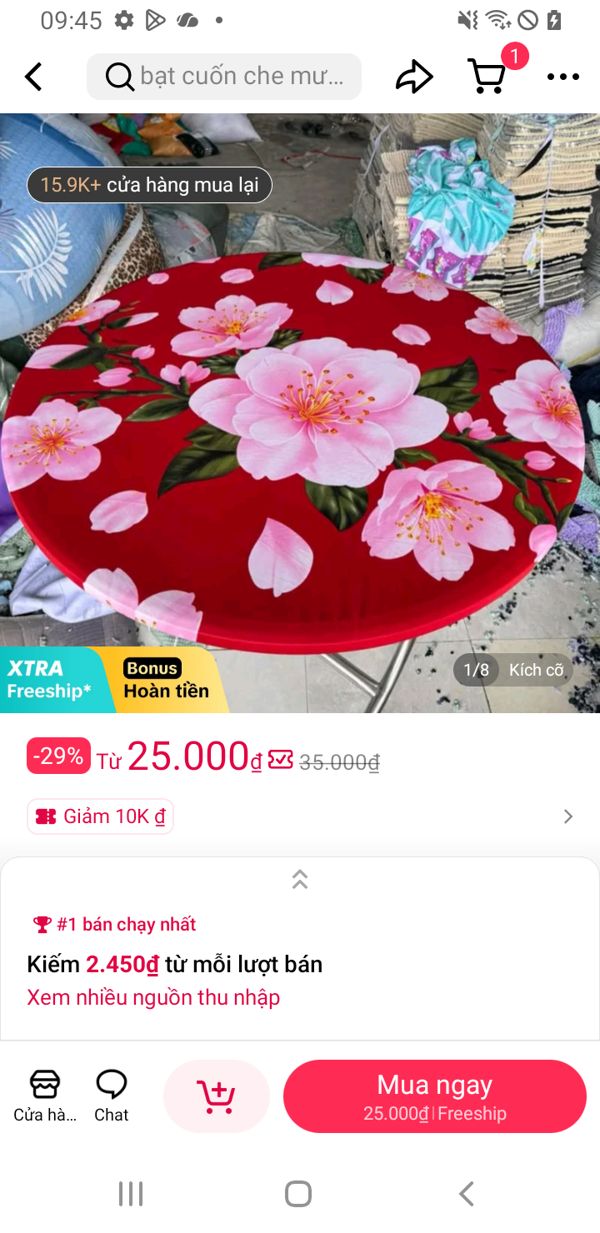 09:45
bạt cuốn che mư...
1
15.9K+ cửa hàng mua lại
XTRA
Freeship*
Bonus
Hoàn tiền
1/8 Kích cỡ
-29% Từ 25.000₫ 35.000₫
Giảm 10K ₫
#1 bán chạy nhất
Kiếm 2.450₫ từ mỗi lượt bán
Xem nhiều nguồn thu nhập
Cửa hà...
Chat
Mua ngay
25.000₫ | Freeship